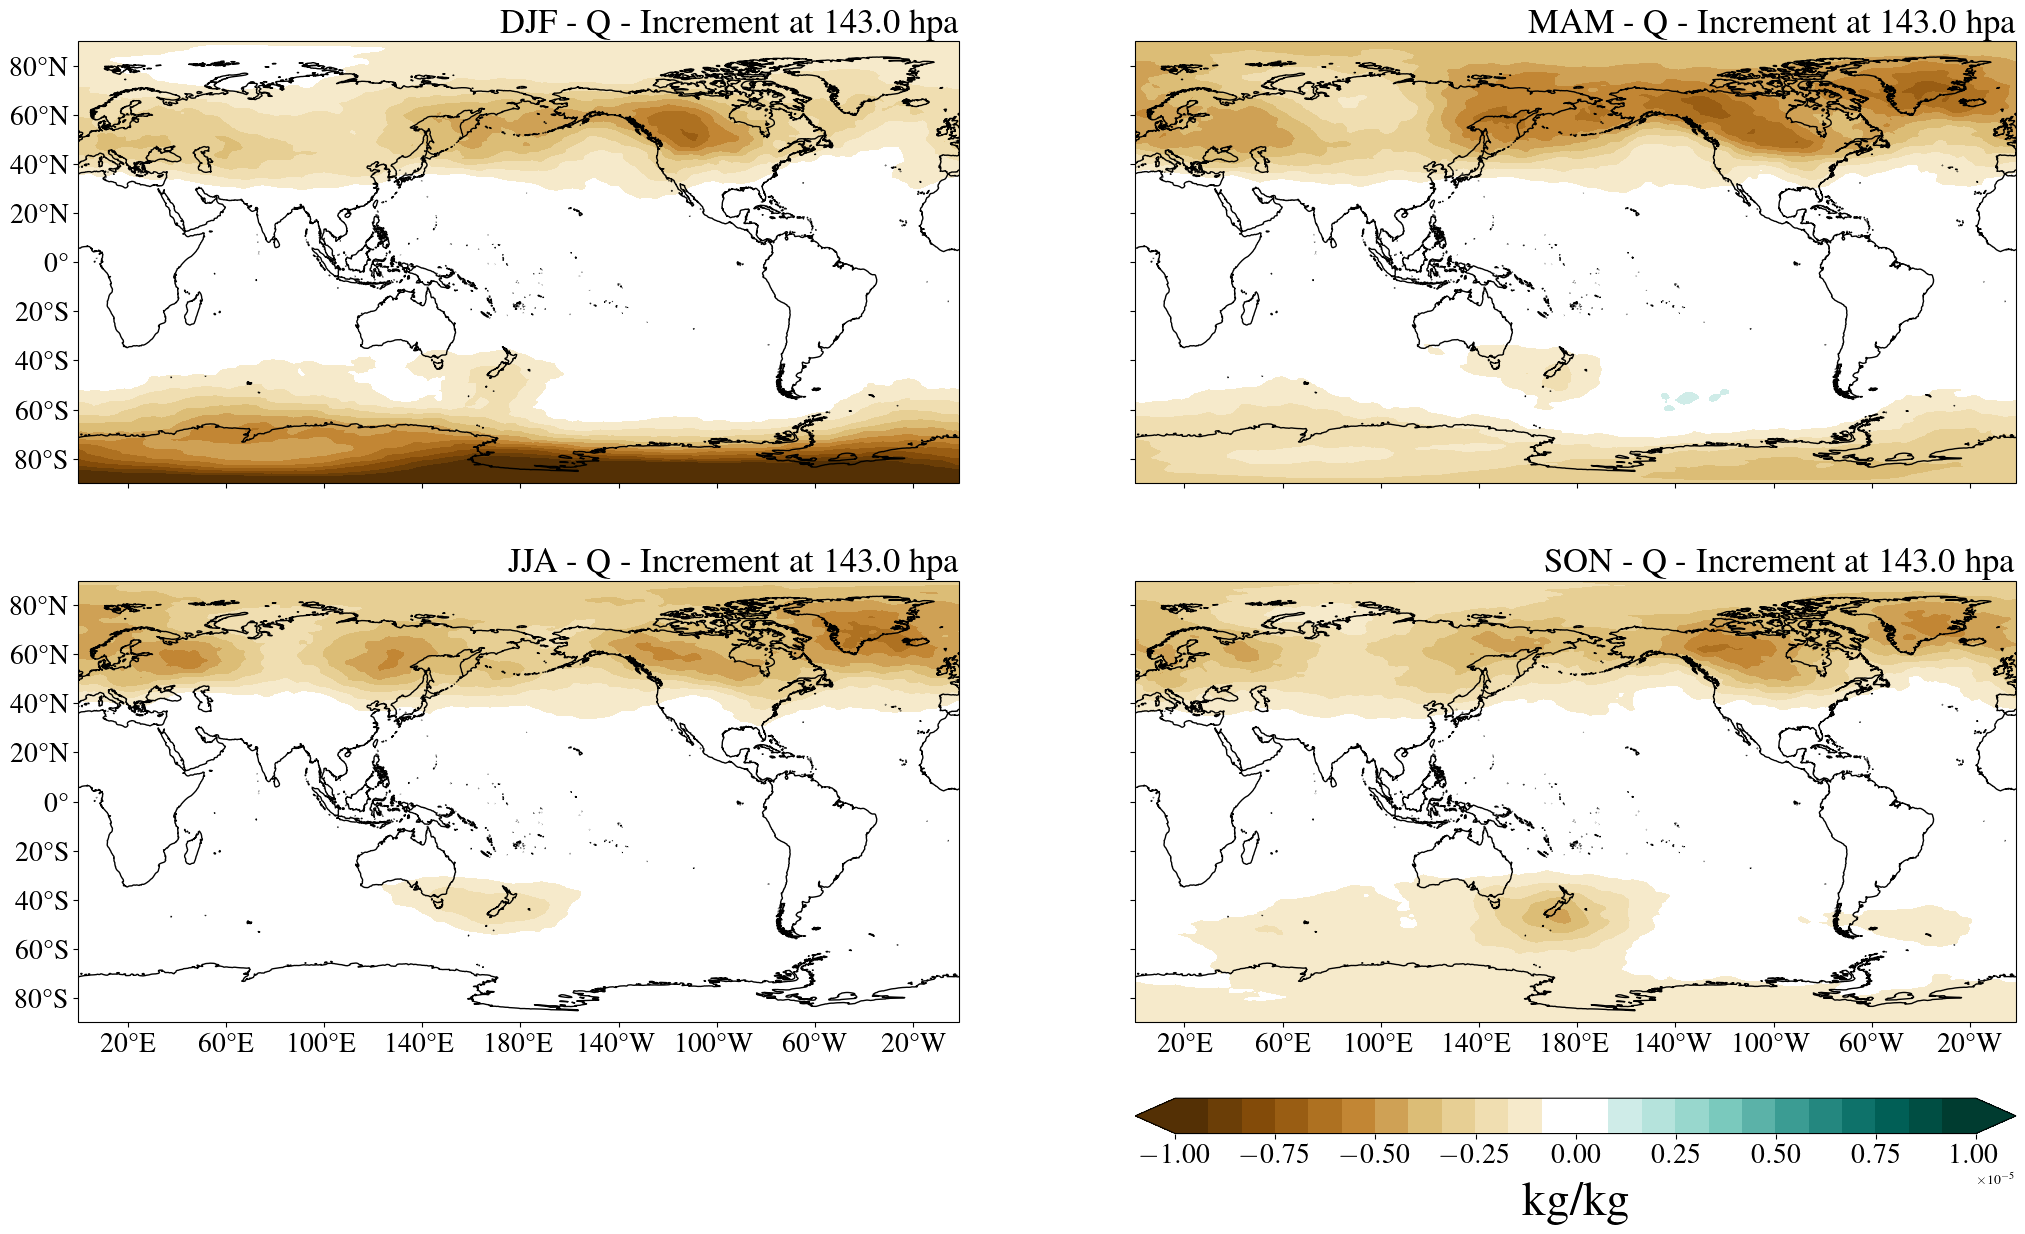 DJF - Q - Increment at 143.0 hpa
MAM - Q - Increment at 143.0 hpa
80°N
60°N
40°N
20°N
0°
20°S
40°S
60°S
80°S
JJA - Q - Increment at 143.0 hpa
SON - Q - Increment at 143.0 hpa
80°N
60°N
40°N
20°N
0°
20°S
40°S
60°S
80°S
20°E 60°E 100°E 140°E 180°E 140°W 100°W 60°W 20°W
20°E 60°E 100°E 140°E 180°E 140°W 100°W 60°W 20°W
−1.00 −0.75 −0.50 −0.25 0.00 0.25 0.50 0.75 1.00
×10⁻⁵
kg/kg